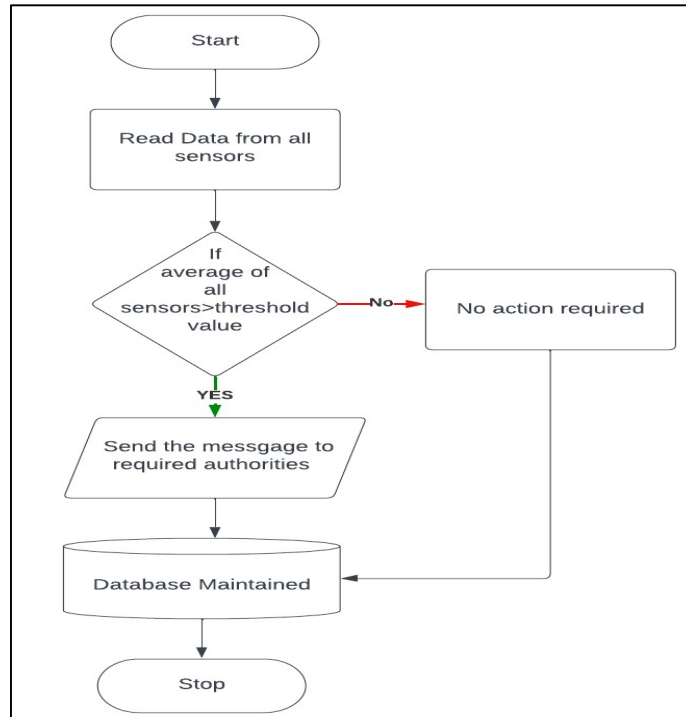 Start
Read Data from all
sensors
If
average of
all
sensors>threshold
value
No
No action required
YES
Send the messgage to
required authorities
Database Maintained
Stop